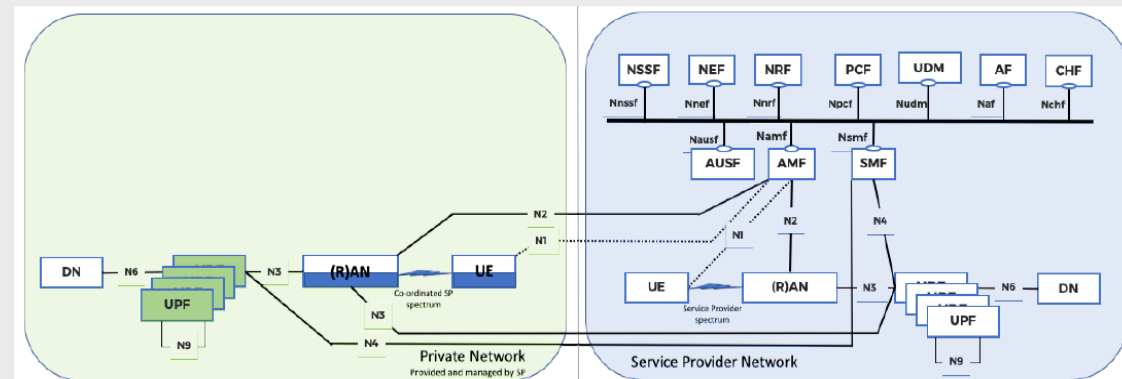 NSSF
NEF
NRF
PCF
UDM
AF
CHF
Nnssf
Nnef
Nnrf
Npcf
Nudm
Naf
Nchf
Nausf
Namf
Nsmf
AUSF
AMF
SMF
N2
N1
N1
N2
N4
DN
N6
UPF
N9
N3
(R)AN
UE
Co-ordinated SP
spectrum
N3
N4
UE
Service Provider
spectrum
(R)AN
N3
UPF
N9
N6
DN
Private Network
Provided and managed by SP
Service Provider Network